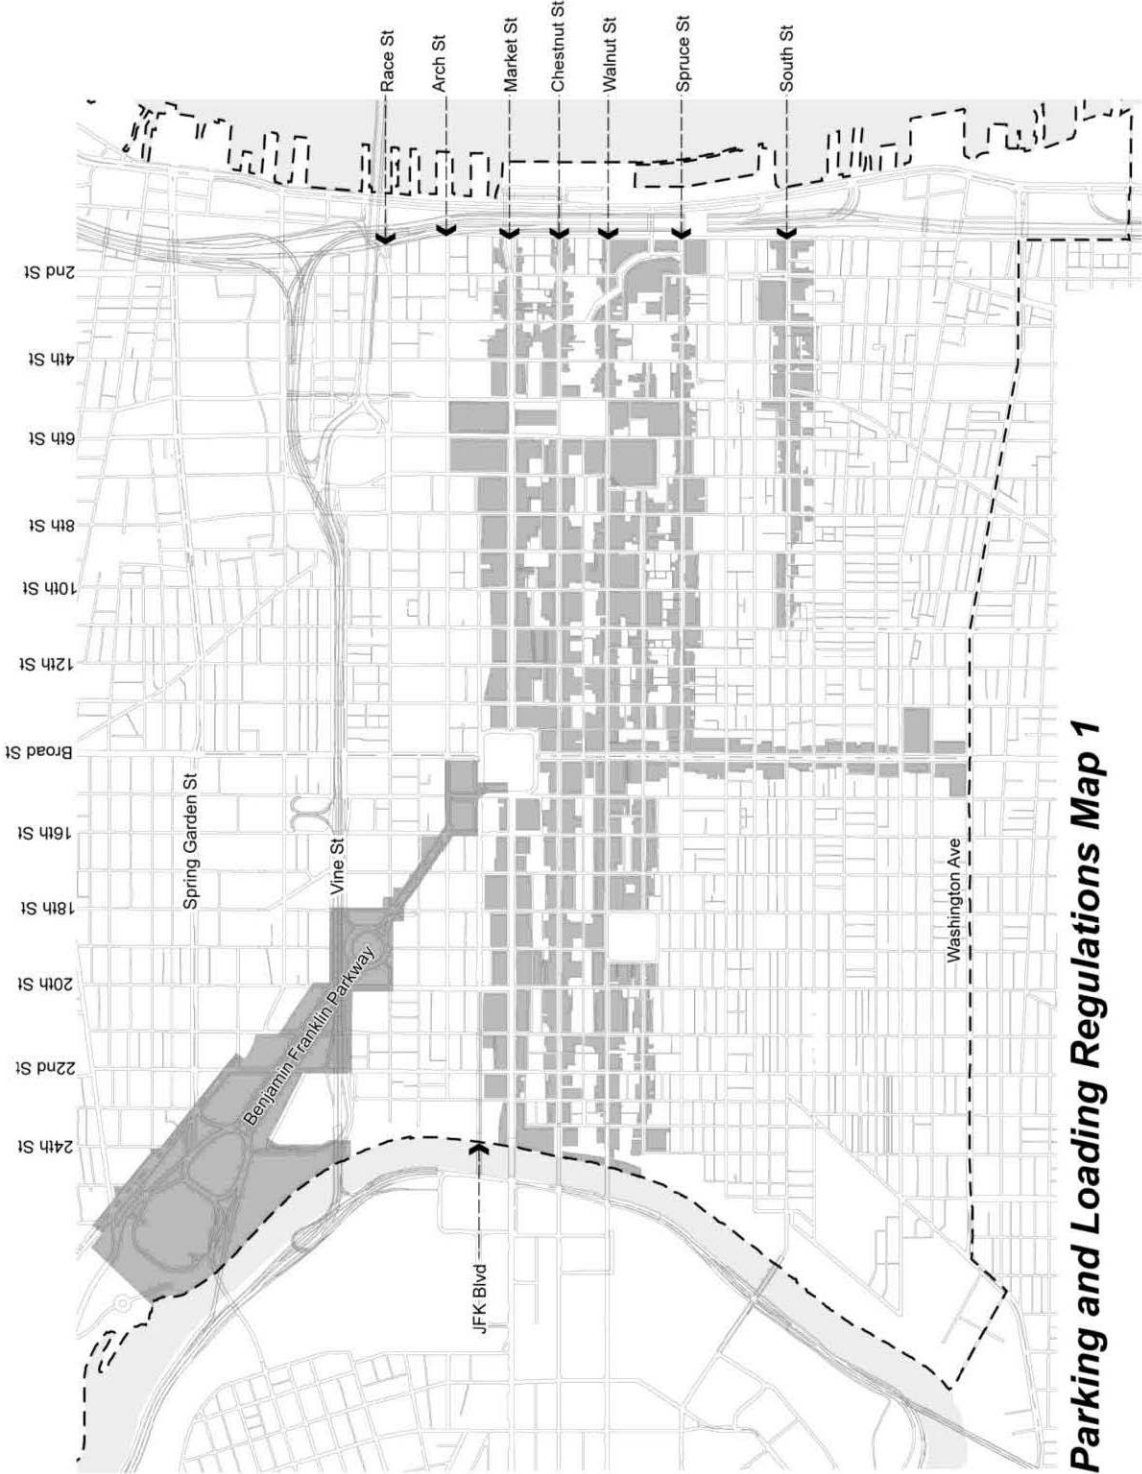 Race St
Arch St
Market St
Chestnut St
Walnut St
Spruce St
South St
2nd St
4th St
6th St
8th St
10th St
12th St
Broad St
16th St
18th St
20th St
22nd St
24th St
Spring Garden St
Vine St
Benjamin Franklin Parkway
Washington Ave
JFK Blvd
Parking and Loading Regulations Map 1